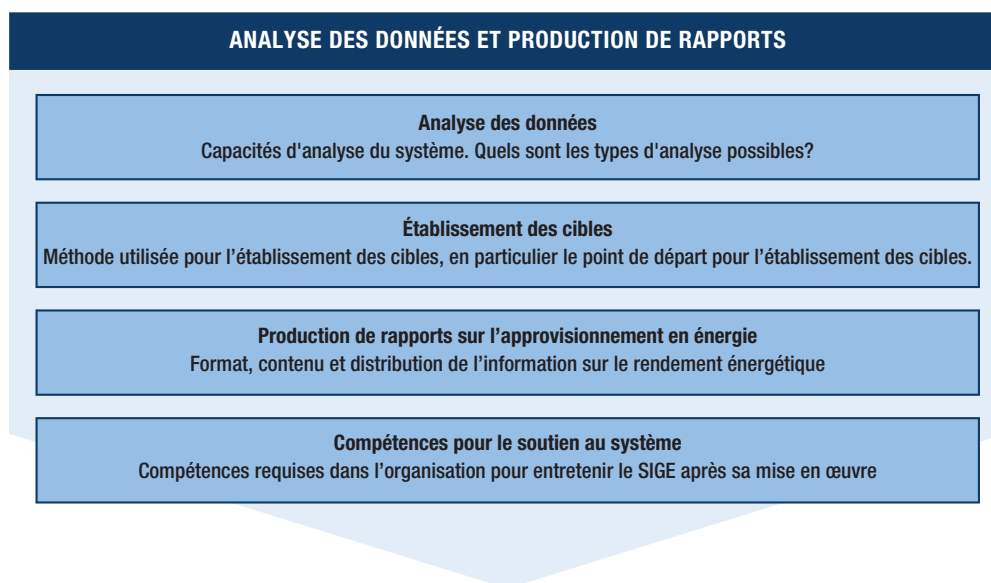 ANALYSE DES DONNÉES ET PRODUCTION DE RAPPORTS
Analyse des données
Capacités d'analyse du système. Quels sont les types d'analyse possibles?
Établissement des cibles
Méthode utilisée pour l’établissement des cibles, en particulier le point de départ pour l’établissement des cibles.
Production de rapports sur l’approvisionnement en énergie
Format, contenu et distribution de l’information sur le rendement énergétique
Compétences pour le soutien au système
Compétences requises dans l’organisation pour entretenir le SIGE après sa mise en œuvre